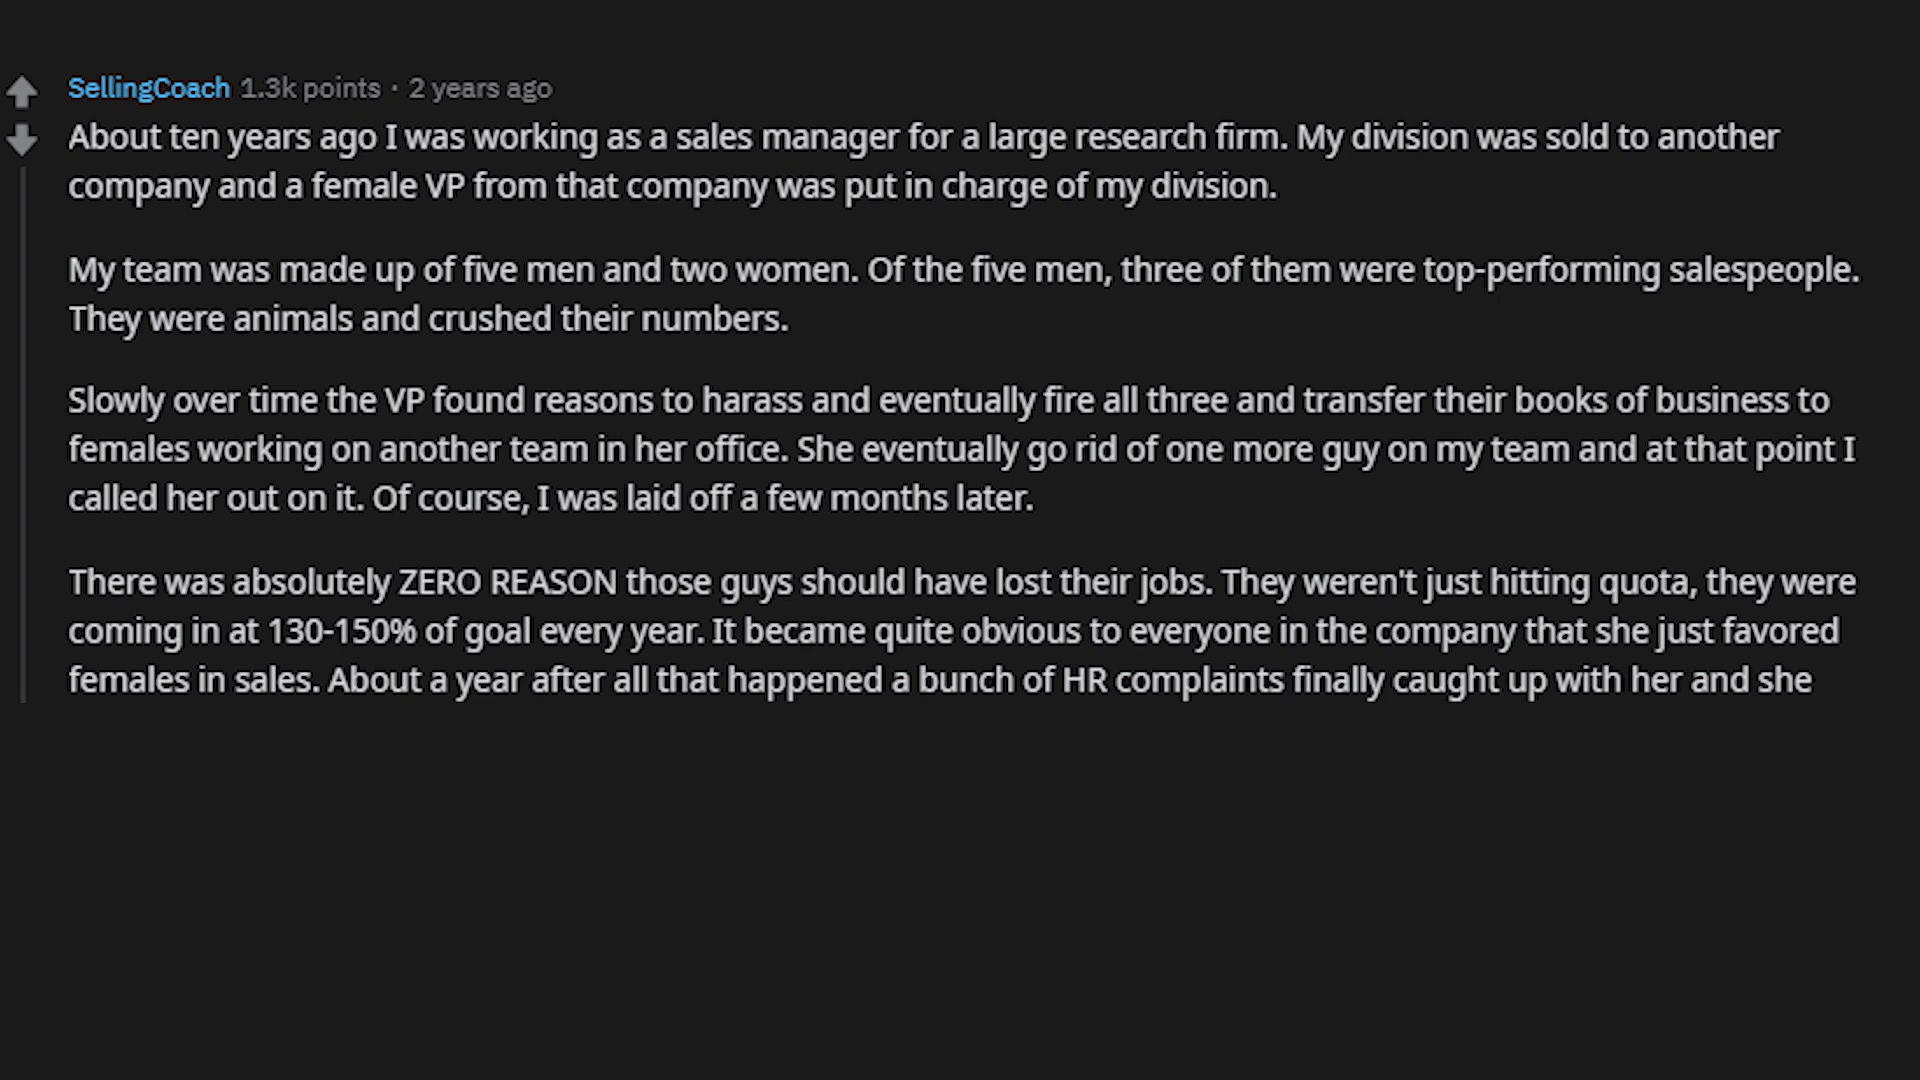 SellingCoach 1.3k points · 2 years ago
About ten years ago I was working as a sales manager for a large research firm. My division was sold to another
company and a female VP from that company was put in charge of my division.
My team was made up of five men and two women. Of the five men, three of them were top-performing salespeople.
They were animals and crushed their numbers.
Slowly over time the VP found reasons to harass and eventually fire all three and transfer their books of business to
females working on another team in her office. She eventually go rid of one more guy on my team and at that point I
called her out on it. Of course, I was laid off a few months later.
There was absolutely ZERO REASON those guys should have lost their jobs. They weren't just hitting quota, they were
coming in at 130-150% of goal every year. It became quite obvious to everyone in the company that she just favored
females in sales. About a year after all that happened a bunch of HR complaints finally caught up with her and she